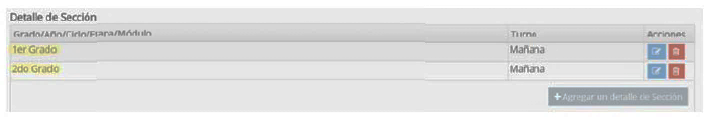 Detalle de Sección
Grado/Año/Ciclo/Etapa/Módulo Turno Acciones
1er Grado Mañana
2do Grado Mañana
+ Agregar un detalle de Sección